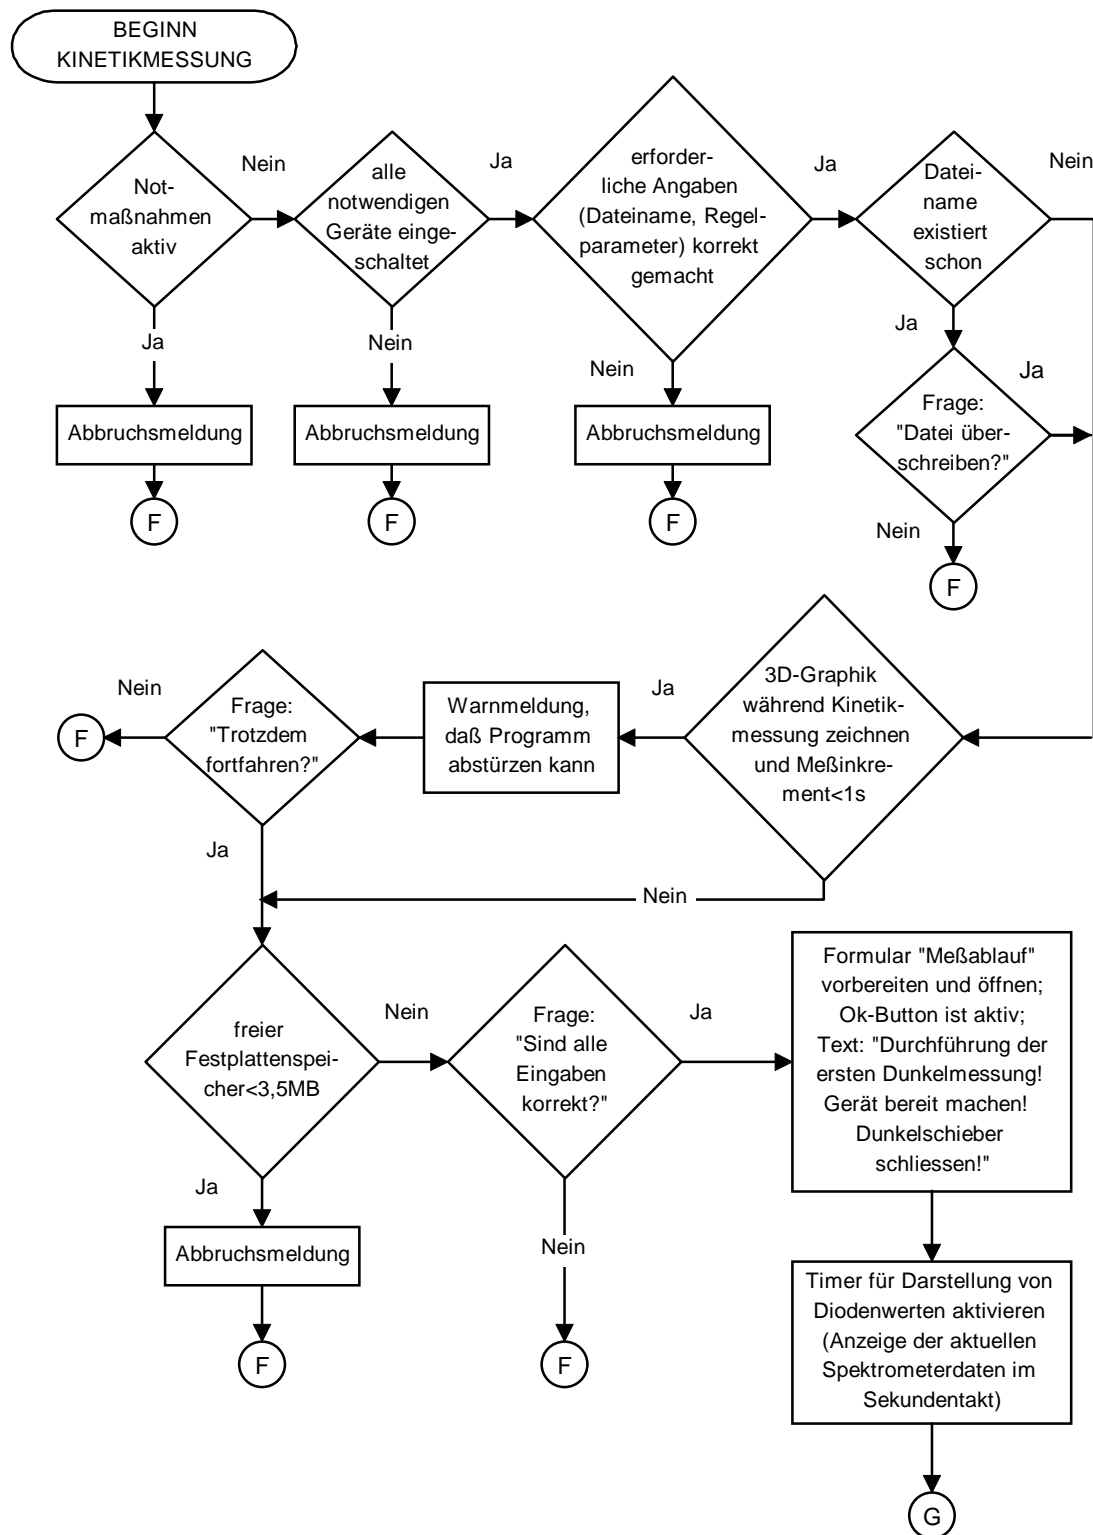 BEGINN
KINETIKMESSUNG
Not-
maßnahmen
aktiv
Nein
Ja
Abbruchsmeldung
F
alle
notwendigen
Geräte einge-
schaltet
Ja
Nein
Abbruchsmeldung
F
erforder-
liche Angaben
(Dateiname, Regel-
parameter) korrekt
gemacht
Ja
Nein
Abbruchsmeldung
F
Datei-
name
existiert
schon
Nein
Ja
Frage:
"Datei über-
schreiben?"
Ja
Nein
F
3D-Graphik
während Kinetik-
messung zeichnen
und Meßinkre-
ment<1s
Ja
Nein
Warnmeldung,
daß Programm
abstürzen kann
Frage:
"Trotzdem
fortfahren?"
Nein
F
Ja
freier
Festplattenspei-
cher<3,5MB
Nein
Ja
Abbruchsmeldung
F
Frage:
"Sind alle
Eingaben
korrekt?"
Ja
Nein
F
Formular "Meßablauf"
vorbereiten und öffnen;
Ok-Button ist aktiv;
Text: "Durchführung der
ersten Dunkelmessung!
Gerät bereit machen!
Dunkelschieber
schliessen!"
Timer für Darstellung von
Diodenwerten aktivieren
(Anzeige der aktuellen
Spektrometerdaten im
Sekundentakt)
G